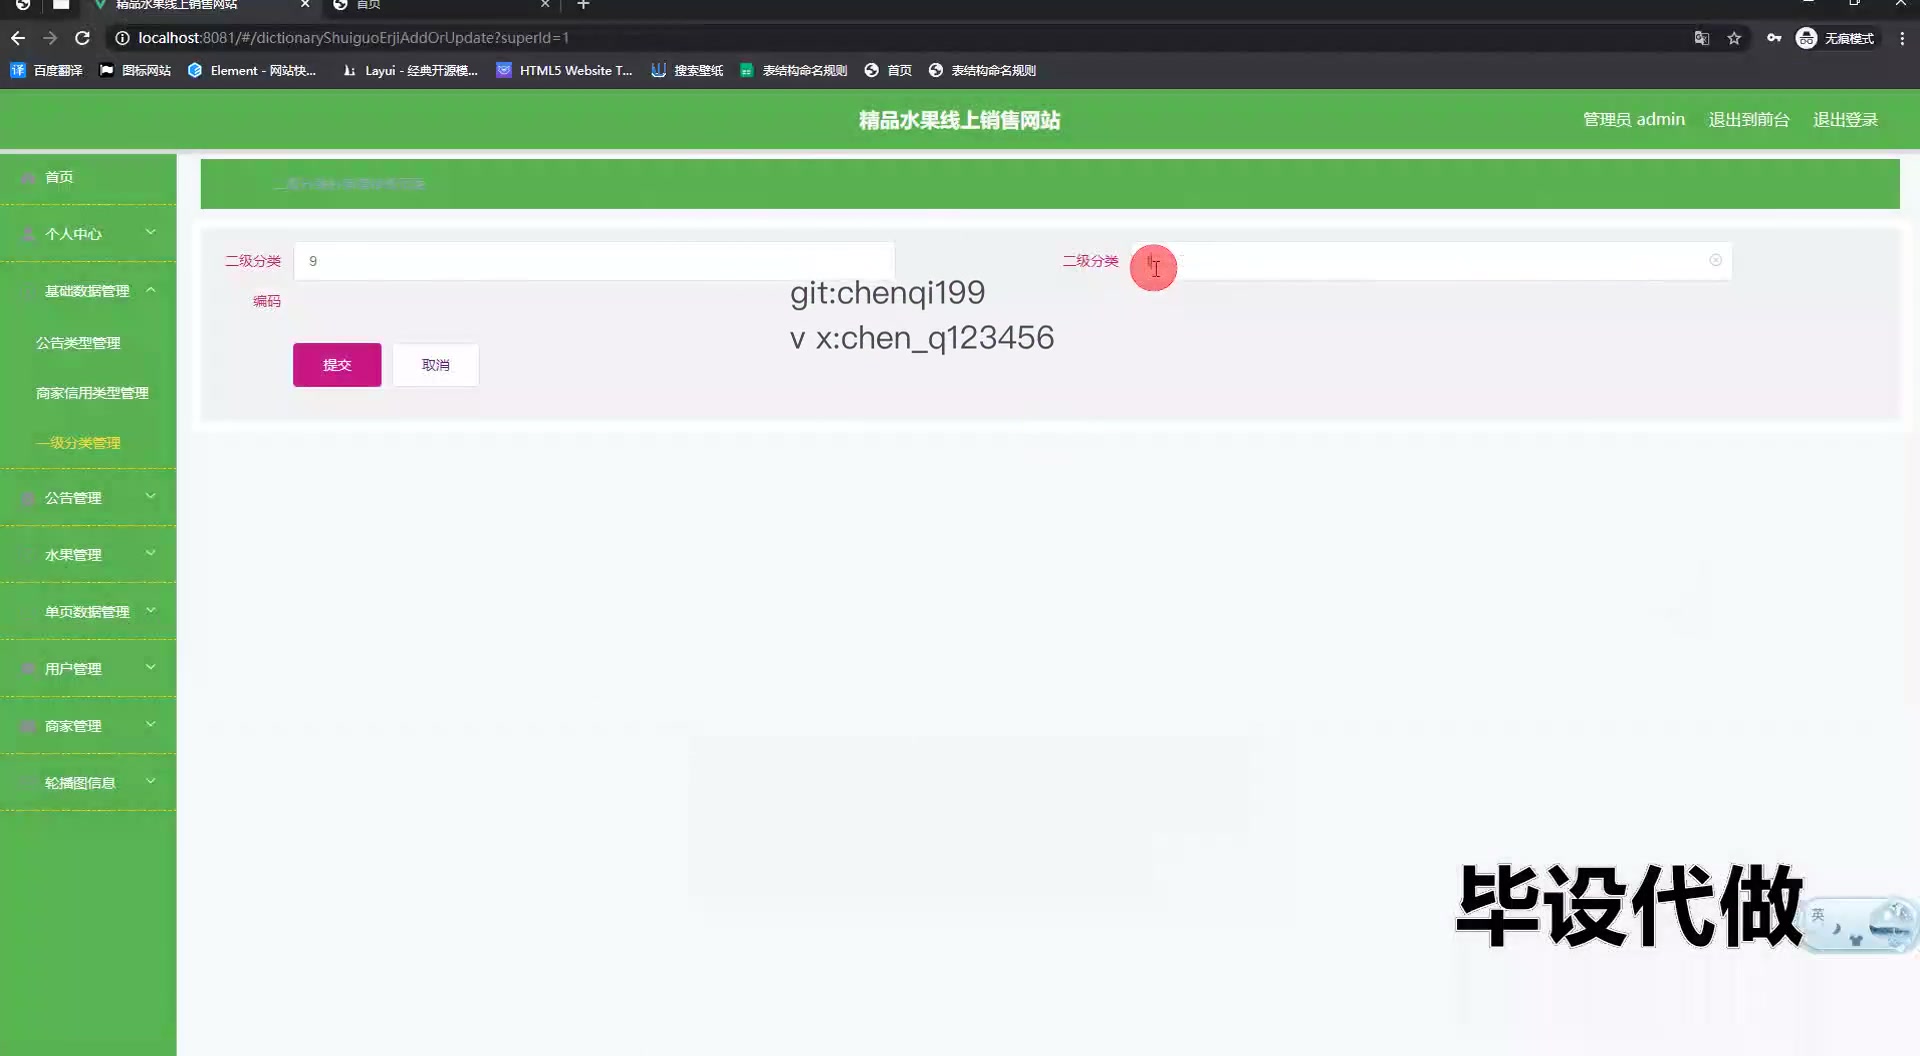 精品水果线上销售网站
首页
localhost:8081/#/dictionaryShuiguoErjiAddOrUpdate?superId=1
无痕模式
百度翻译
图标网站
Element - 网站快...
Layui - 经典开源模...
HTML5 Website T...
搜索壁纸
表结构命名规则
首页
表结构命名规则
精品水果线上销售网站
管理员 admin
退出到前台
退出登录
首页
个人中心
基础数据管理
公告类型管理
商家信用类型管理
一级分类管理
公告管理
水果管理
单页数据管理
用户管理
商家管理
轮播图信息
二级分类
编码
9
二级分类
提交
取消
git:chenqi199
v x:chen_q123456
毕设代做
英